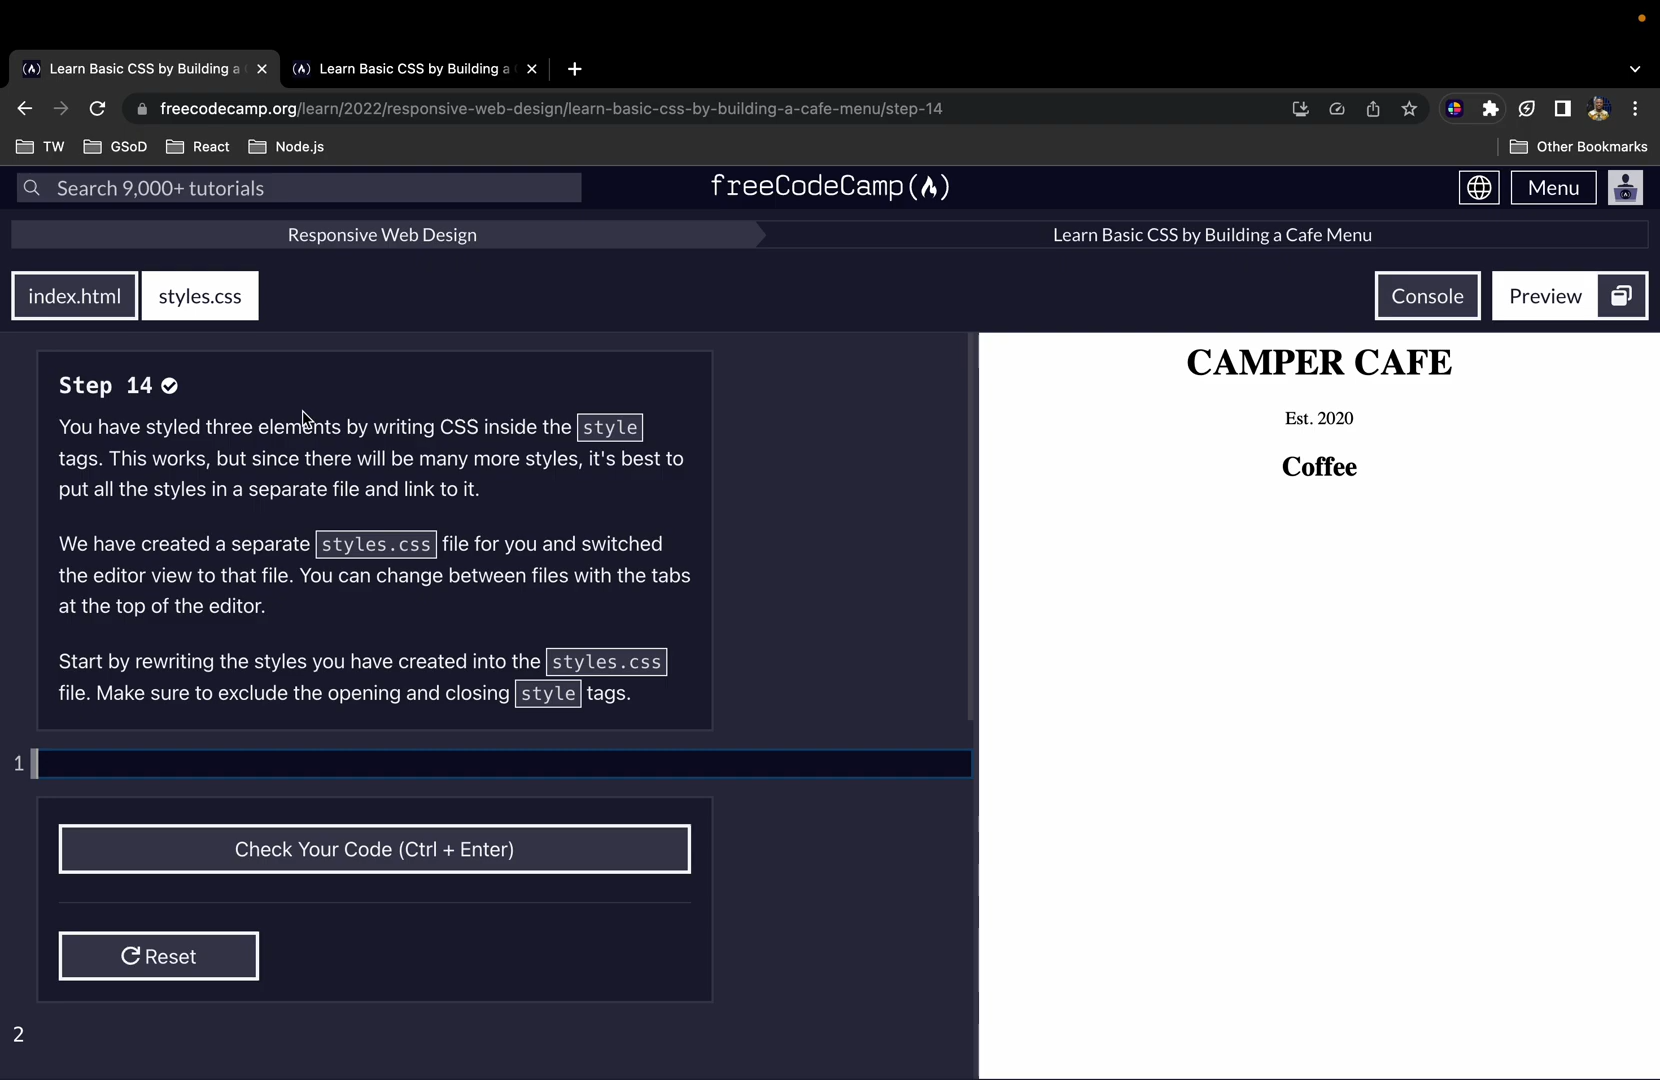 Learn Basic CSS by Building a
Learn Basic CSS by Building a
freecodecamp.org/learn/2022/responsive-web-design/learn-basic-css-by-building-a-cafe-menu/step-14
TW GSoD React Node.js Other Bookmarks
Search 9,000+ tutorials freeCodeCamp Menu
Responsive Web Design Learn Basic CSS by Building a Cafe Menu
index.html styles.css Console Preview
Step 14
You have styled three elements by writing CSS inside the style
tags. This works, but since there will be many more styles, it's best to
put all the styles in a separate file and link to it.
We have created a separate styles.css file for you and switched
the editor view to that file. You can change between files with the tabs
at the top of the editor.
Start by rewriting the styles you have created into the styles.css
file. Make sure to exclude the opening and closing style tags.
1
Check Your Code (Ctrl + Enter)
Reset
2
CAMPER CAFE
Est. 2020
Coffee